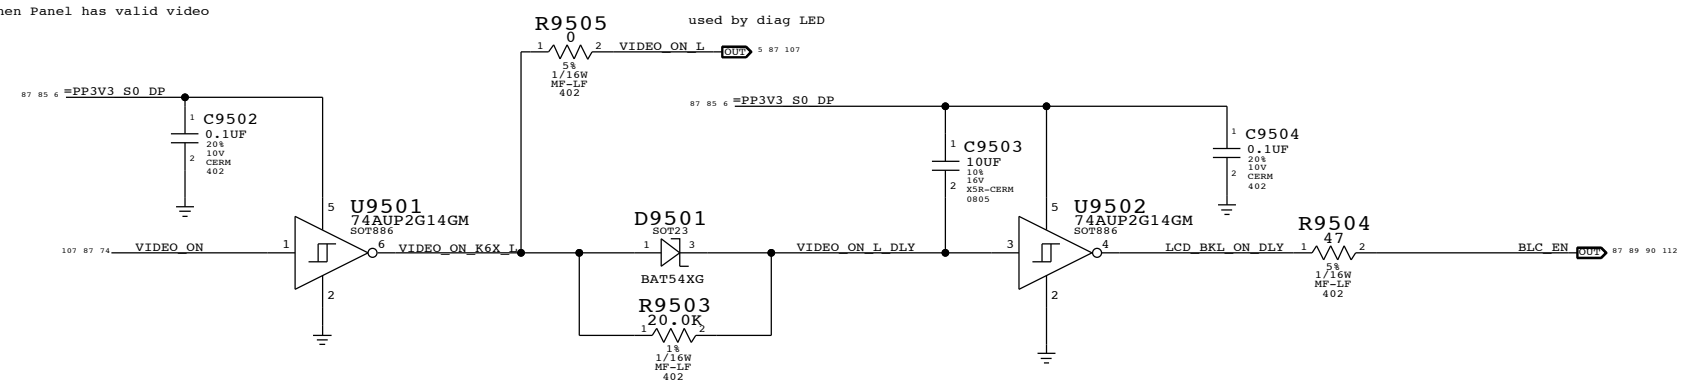 hen Panel has valid video
R9505
0
1 2
5%
1/16W
MF-LF
402
VIDEO_ON_L
OUT
5 87 107
used by diag LED
87 85 6
=PP3V3_S0_DP
1
2
C9502
0.1UF
20%
10V
CERM
402
87 85 6
=PP3V3_S0_DP
1
2
C9503
10UF
10%
16V
X5R-CERM
0805
1
2
C9504
0.1UF
20%
10V
CERM
402
107 87 74
VIDEO_ON
1
5
2
6
U9501
74AUP2G14GM
SOT886
VIDEO_ON_K6X_L
D9501
SOT23
1 3
BAT54XG
R9503
20.0K
1 2
1%
1/16W
MF-LF
402
VIDEO_ON_L_DLY
3
5
2
4
U9502
74AUP2G14GM
SOT886
LCD_BKL_ON_DLY
R9504
47
1 2
5%
1/16W
MF-LF
402
BLC_EN
OUT
87 89 90 112